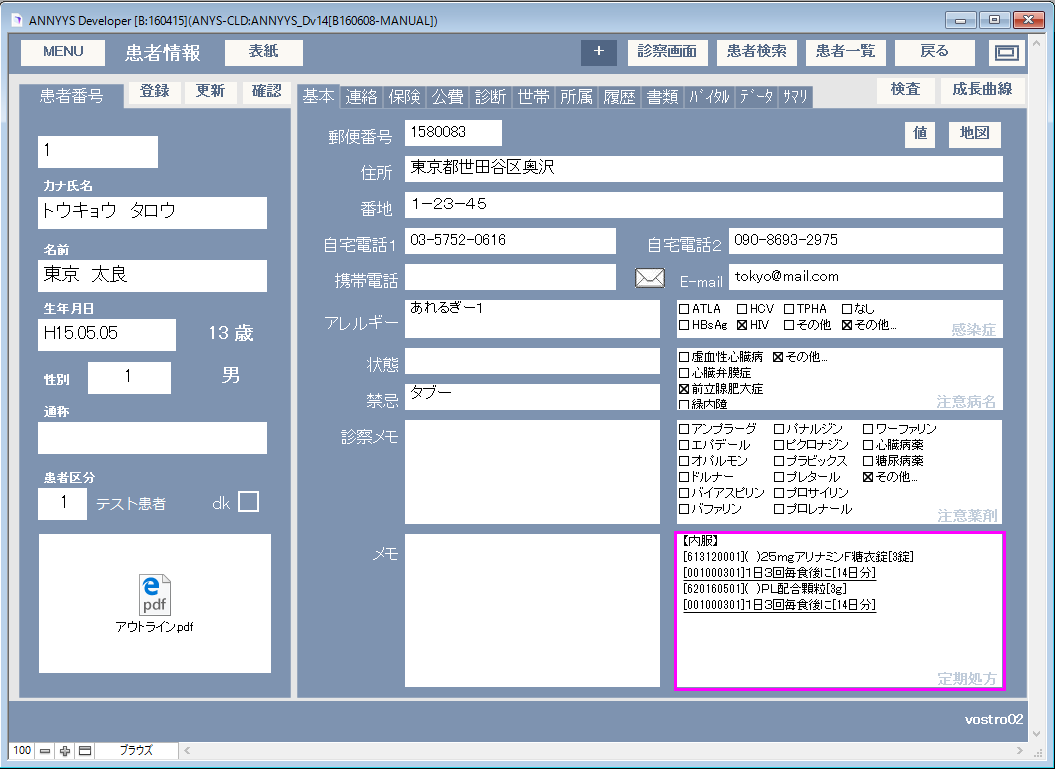 ANNYYS Developer [B:160415](ANYS-CLD:ANNYYS_Dv14[B160608-MANUAL])
MENU 患者情報 表紙 + 診察画面 患者検索 患者一覧 戻る
患者番号 登録 更新 確認
1
カナ氏名
トウキョウ タロウ
名前
東京 太良
生年月日
H15.05.05 13 歳
性別 1 男
通称
患者区分
1 テスト患者 dk
pdf
アウトライン.pdf
基本 連絡 保険 公費 診断 世帯 所属 履歴 書類 バイタル データ サマリ 検査 成長曲線
郵便番号 1580083 値 地図
住所 東京都世田谷区奥沢
番地 1-23-45
自宅電話1 03-5752-0616 自宅電話2 090-8693-2975
携帯電話 E-mail tokyo@mail.com
アレルギー あれるぎー1
状態
禁忌 タブー
診察メモ
メモ
ATLA HCV TPHA なし
HBsAg HIV その他 その他...
感染症
虚血性心臓病 その他...
心臓弁膜症
前立腺肥大症
緑内障
注意病名
アンプラーグ パナルジン ワーファリン
エパデール ピクロナジン 心臓病薬
オパルモン プラビックス 糖尿病薬
ドルナー プレタール その他...
バイアスピリン プロサイリン
バファリン プロレナール
注意薬剤
【内服】
[613120001]( )25mgアリナミンF糖衣錠[3錠]
[001000301]1日3回毎食後に[14日分]
[620160501]( )PL配合顆粒[3g]
[001000301]1日3回毎食後に[14日分]
定期処方
vostro02
100 ブラウズ